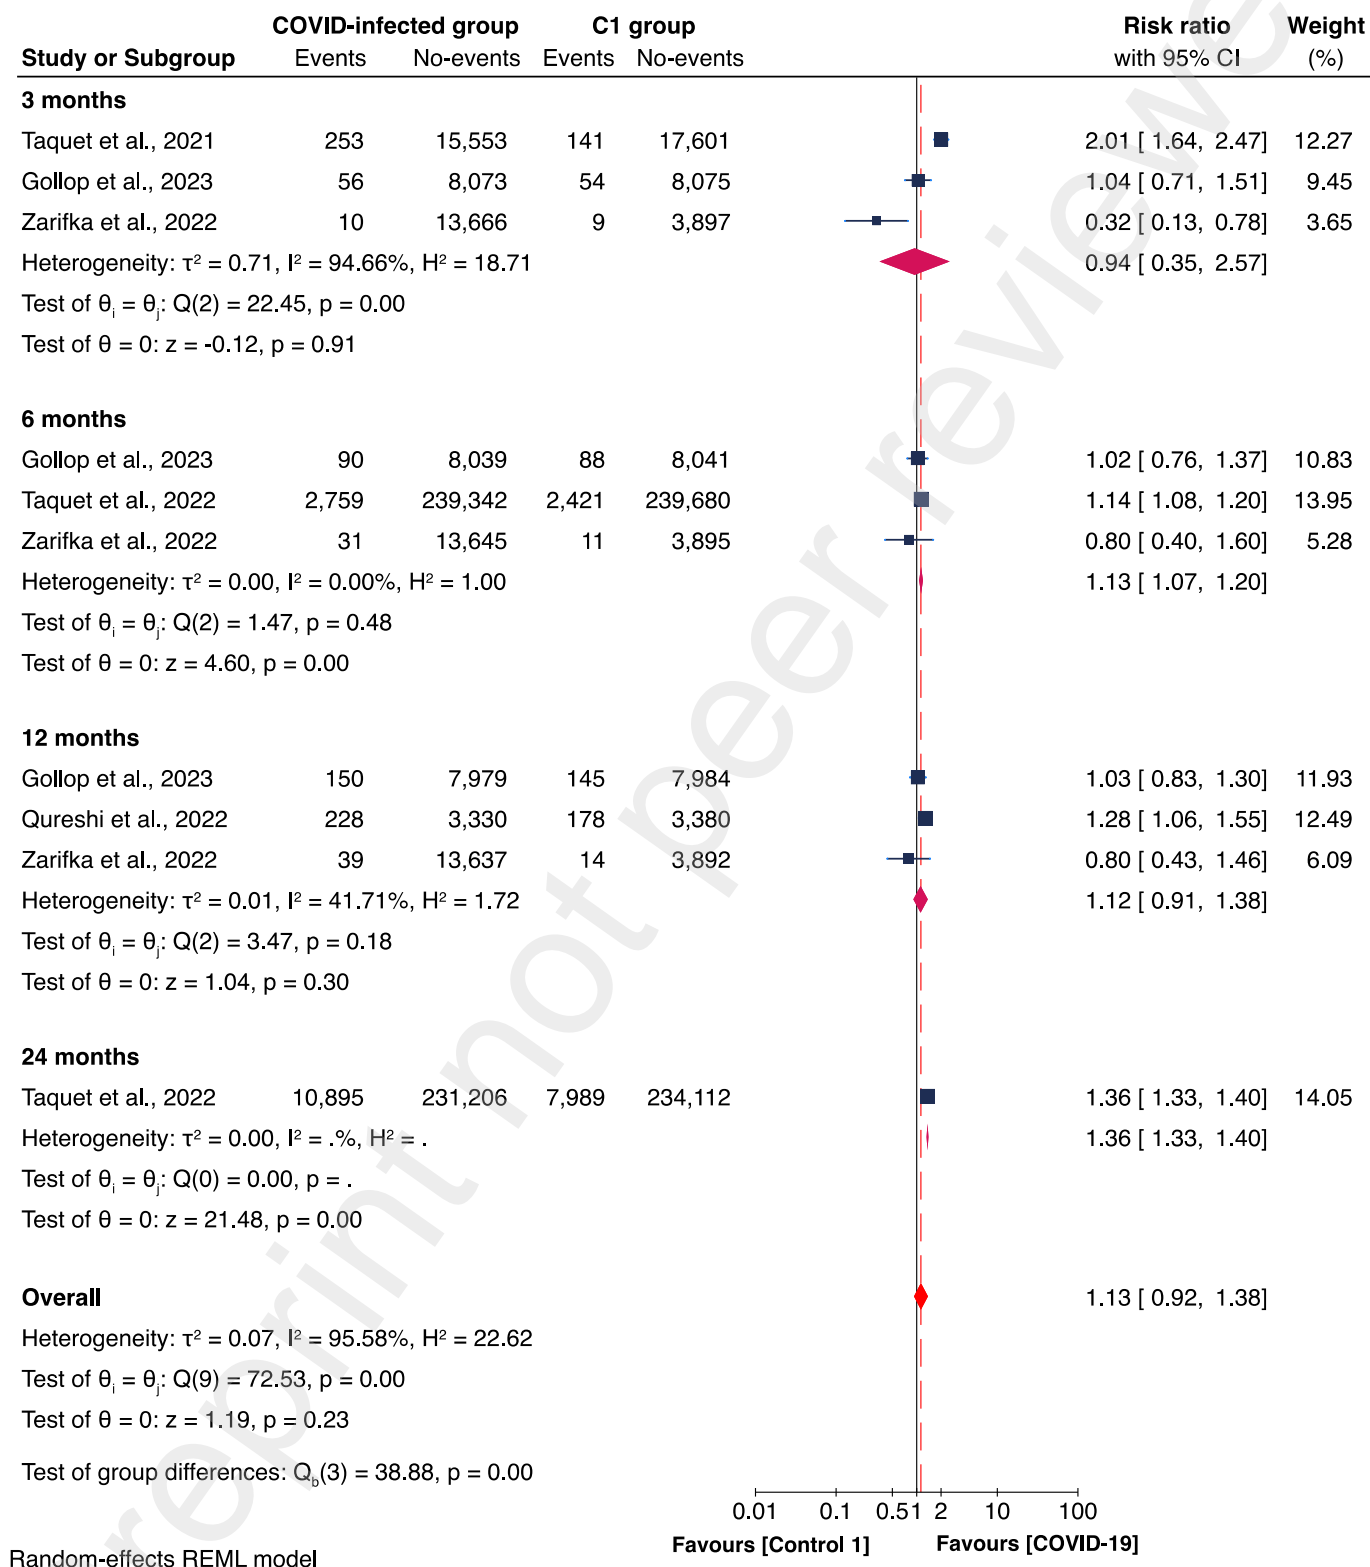 COVID-infected group C1 group Risk ratio Weight
Study or Subgroup Events No-events Events No-events with 95% CI (%)
3 months
Taquet et al., 2021 253 15,553 141 17,601 2.01 [ 1.64, 2.47] 12.27
Gollop et al., 2023 56 8,073 54 8,075 1.04 [ 0.71, 1.51] 9.45
Zarifka et al., 2022 10 13,666 9 3,897 0.32 [ 0.13, 0.78] 3.65
Heterogeneity: τ² = 0.71, I² = 94.66%, H² = 18.71 0.94 [ 0.35, 2.57]
Test of θᵢ = θⱼ: Q(2) = 22.45, p = 0.00
Test of θ = 0: z = -0.12, p = 0.91
6 months
Gollop et al., 2023 90 8,039 88 8,041 1.02 [ 0.76, 1.37] 10.83
Taquet et al., 2022 2,759 239,342 2,421 239,680 1.14 [ 1.08, 1.20] 13.95
Zarifka et al., 2022 31 13,645 11 3,895 0.80 [ 0.40, 1.60] 5.28
Heterogeneity: τ² = 0.00, I² = 0.00%, H² = 1.00 1.13 [ 1.07, 1.20]
Test of θᵢ = θⱼ: Q(2) = 1.47, p = 0.48
Test of θ = 0: z = 4.60, p = 0.00
12 months
Gollop et al., 2023 150 7,979 145 7,984 1.03 [ 0.83, 1.30] 11.93
Qureshi et al., 2022 228 3,330 178 3,380 1.28 [ 1.06, 1.55] 12.49
Zarifka et al., 2022 39 13,637 14 3,892 0.80 [ 0.43, 1.46] 6.09
Heterogeneity: τ² = 0.01, I² = 41.71%, H² = 1.72 1.12 [ 0.91, 1.38]
Test of θᵢ = θⱼ: Q(2) = 3.47, p = 0.18
Test of θ = 0: z = 1.04, p = 0.30
24 months
Taquet et al., 2022 10,895 231,206 7,989 234,112 1.36 [ 1.33, 1.40] 14.05
Heterogeneity: τ² = 0.00, I² = .%, H² = . 1.36 [ 1.33, 1.40]
Test of θᵢ = θⱼ: Q(0) = 0.00, p = .
Test of θ = 0: z = 21.48, p = 0.00
Overall 1.13 [ 0.92, 1.38]
Heterogeneity: τ² = 0.07, I² = 95.58%, H² = 22.62
Test of θᵢ = θⱼ: Q(9) = 72.53, p = 0.00
Test of θ = 0: z = 1.19, p = 0.23
Test of group differences: Q_b(3) = 38.88, p = 0.00
0.01 0.1 0.5 1 2 10 100
Favours [Control 1] Favours [COVID-19]
Random-effects REML model
reprint not peer reviewe